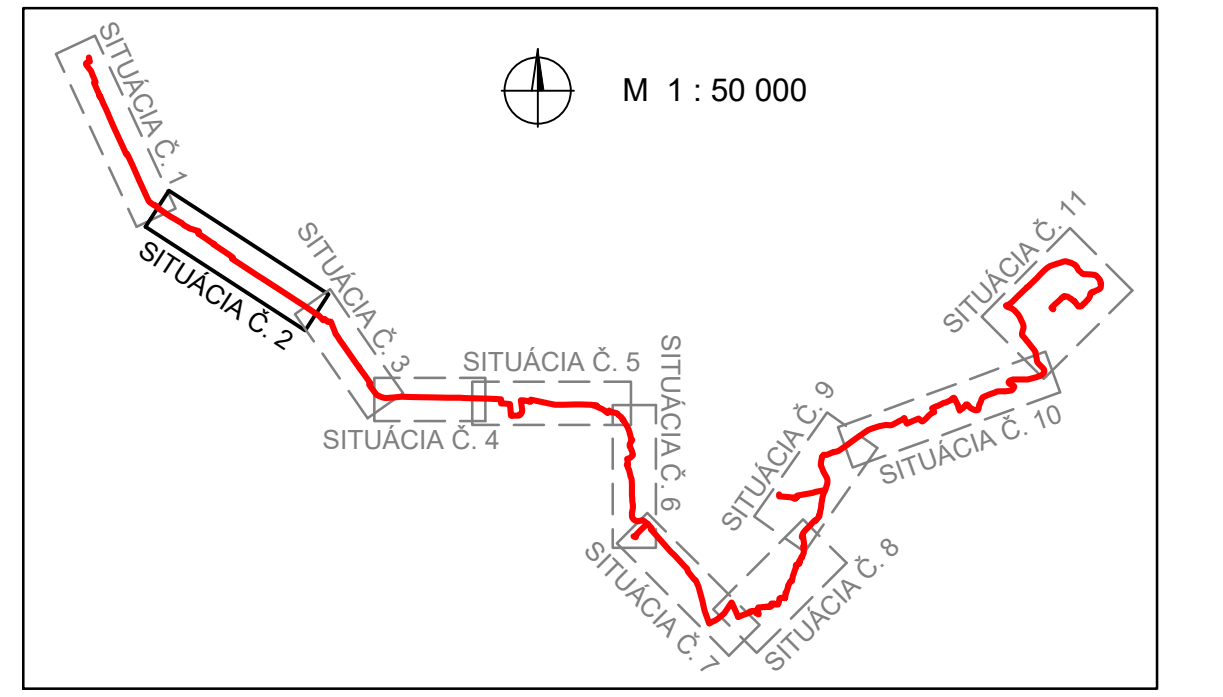 SITUÁCIA Č. 1
M 1 : 50 000
SITUÁCIA Č. 2
SITUÁCIA Č. 3
SITUÁCIA Č. 4
SITUÁCIA Č. 5
SITUÁCIA Č. 6
SITUÁCIA Č. 7
SITUÁCIA Č. 8
SITUÁCIA Č. 9
SITUÁCIA Č. 10
SITUÁCIA Č. 11